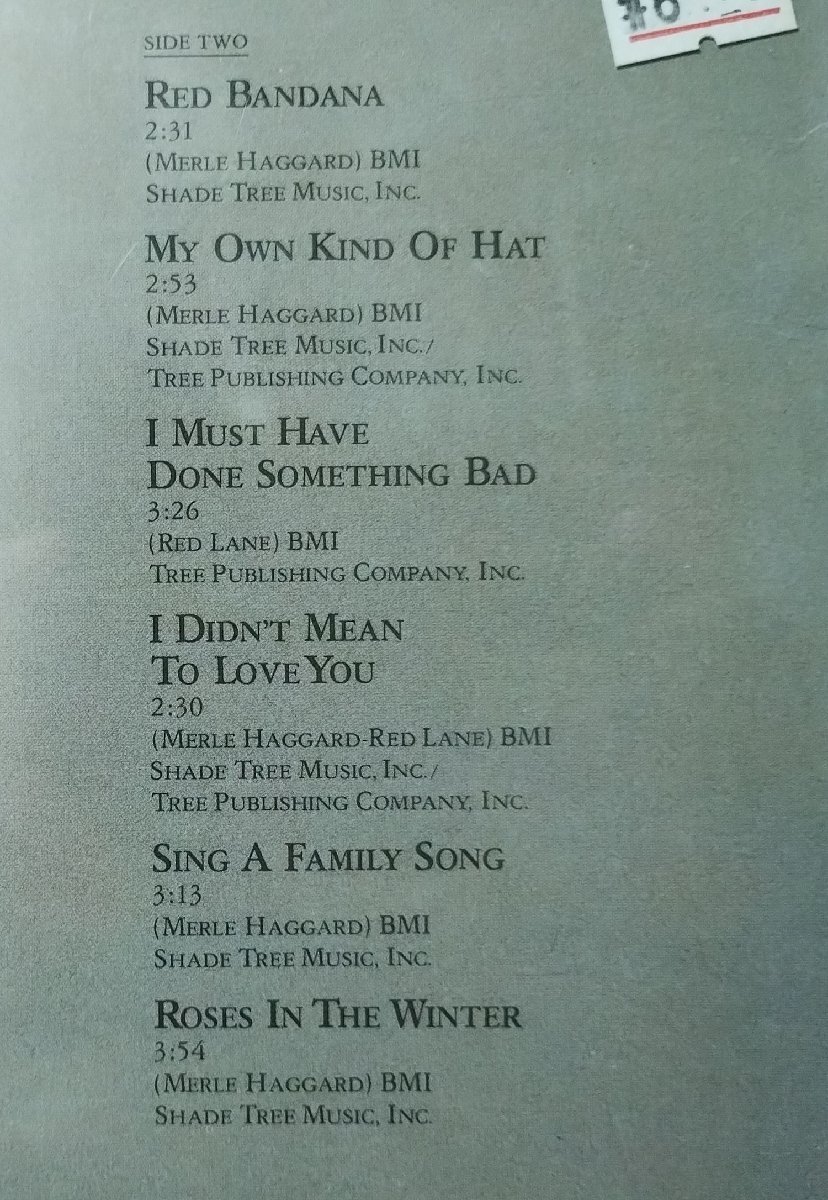 SIDE TWO
RED BANDANA
2:31
(MERLE HAGGARD) BMI
SHADE TREE MUSIC, INC.
MY OWN KIND OF HAT
2:53
(MERLE HAGGARD) BMI
SHADE TREE MUSIC, INC./
TREE PUBLISHING COMPANY, INC.
I MUST HAVE
DONE SOMETHING BAD
3:26
(RED LANE) BMI
TREE PUBLISHING COMPANY, INC.
I DIDN'T MEAN
TO LOVE YOU
2:30
(MERLE HAGGARD-RED LANE) BMI
SHADE TREE MUSIC, INC./
TREE PUBLISHING COMPANY, INC.
SING A FAMILY SONG
3:13
(MERLE HAGGARD) BMI
SHADE TREE MUSIC, INC.
ROSES IN THE WINTER
3:54
(MERLE HAGGARD) BMI
SHADE TREE MUSIC, INC.